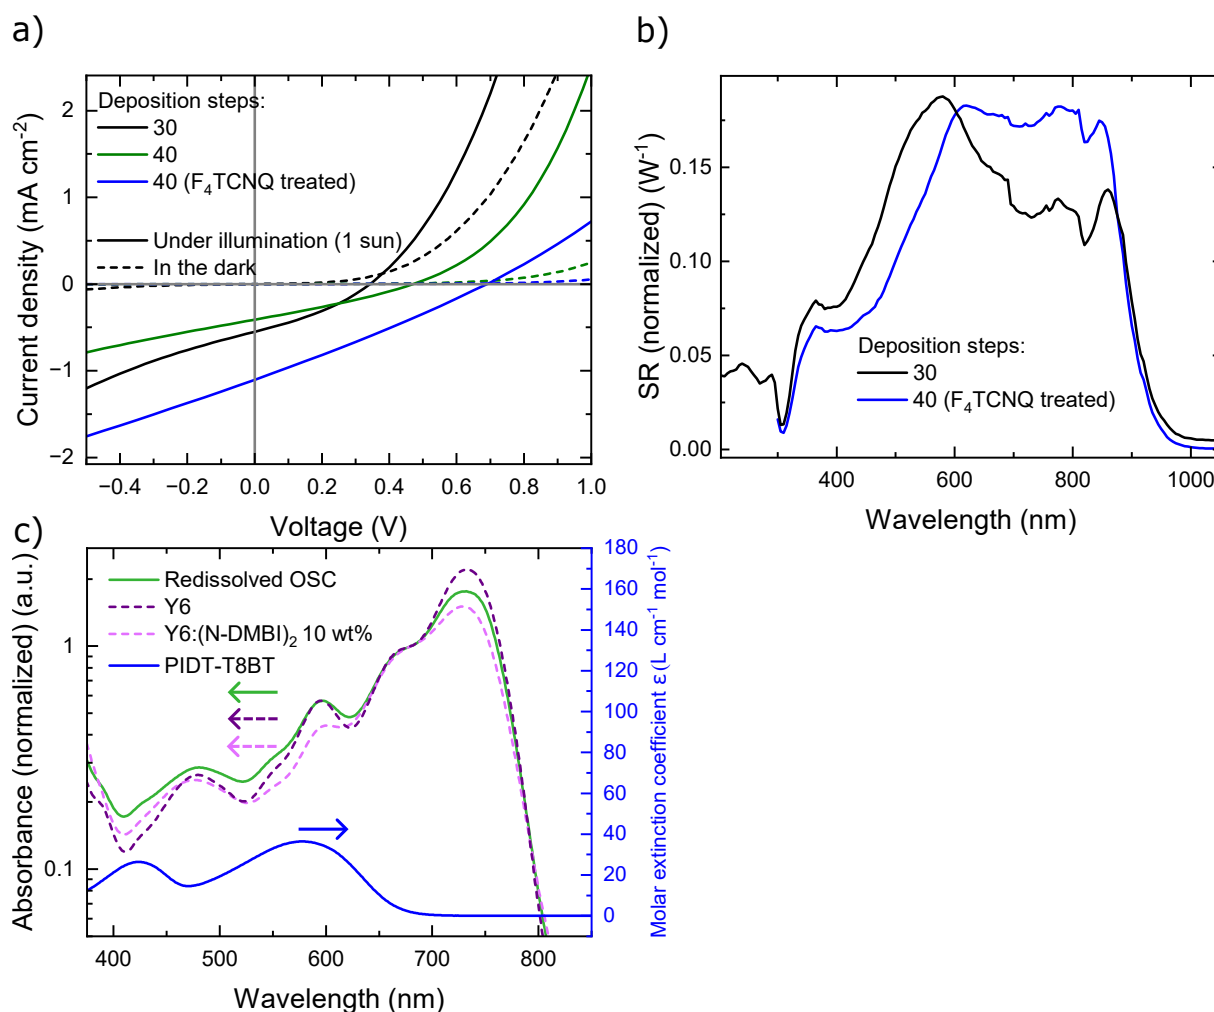 a)
Deposition steps:
30
40
40 (F₄TCNQ treated)
Under illumination (1 sun)
In the dark
2
1
0
−1
−2
Current density (mA cm⁻²)
−0.4
−0.2
0.0
0.2
0.4
0.6
0.8
1.0
Voltage (V)
b)
0.15
0.10
0.05
0.00
SR (normalized) (W⁻¹)
Deposition steps:
30
40 (F₄TCNQ treated)
400
600
800
1000
Wavelength (nm)
c)
Redissolved OSC
Y6
Y6:(N-DMBI)₂ 10 wt%
PIDT-T8BT
1
0.1
Absorbance (normalized) (a.u.)
180
160
140
120
100
80
60
40
20
0
Molar extinction coefficient ε (L cm⁻¹ mol⁻¹)
400
500
600
700
800
Wavelength (nm)